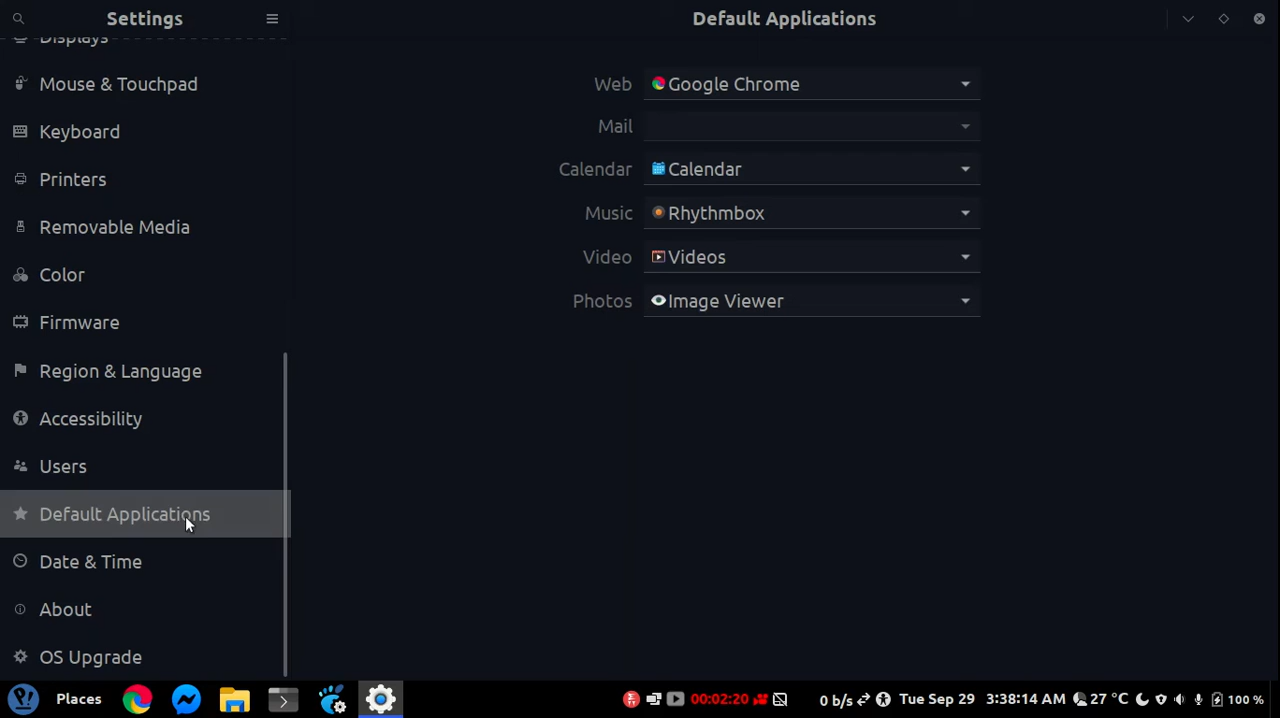 Settings
Default Applications
Displays
Mouse & Touchpad
Keyboard
Printers
Removable Media
Color
Firmware
Region & Language
Accessibility
Users
Default Applications
Date & Time
About
OS Upgrade
Web Google Chrome
Mail
Calendar Calendar
Music Rhythmbox
Video Videos
Photos Image Viewer
Places 00:02:20 0 b/s Tue Sep 29 3:38:14 AM 27 °C 100 %